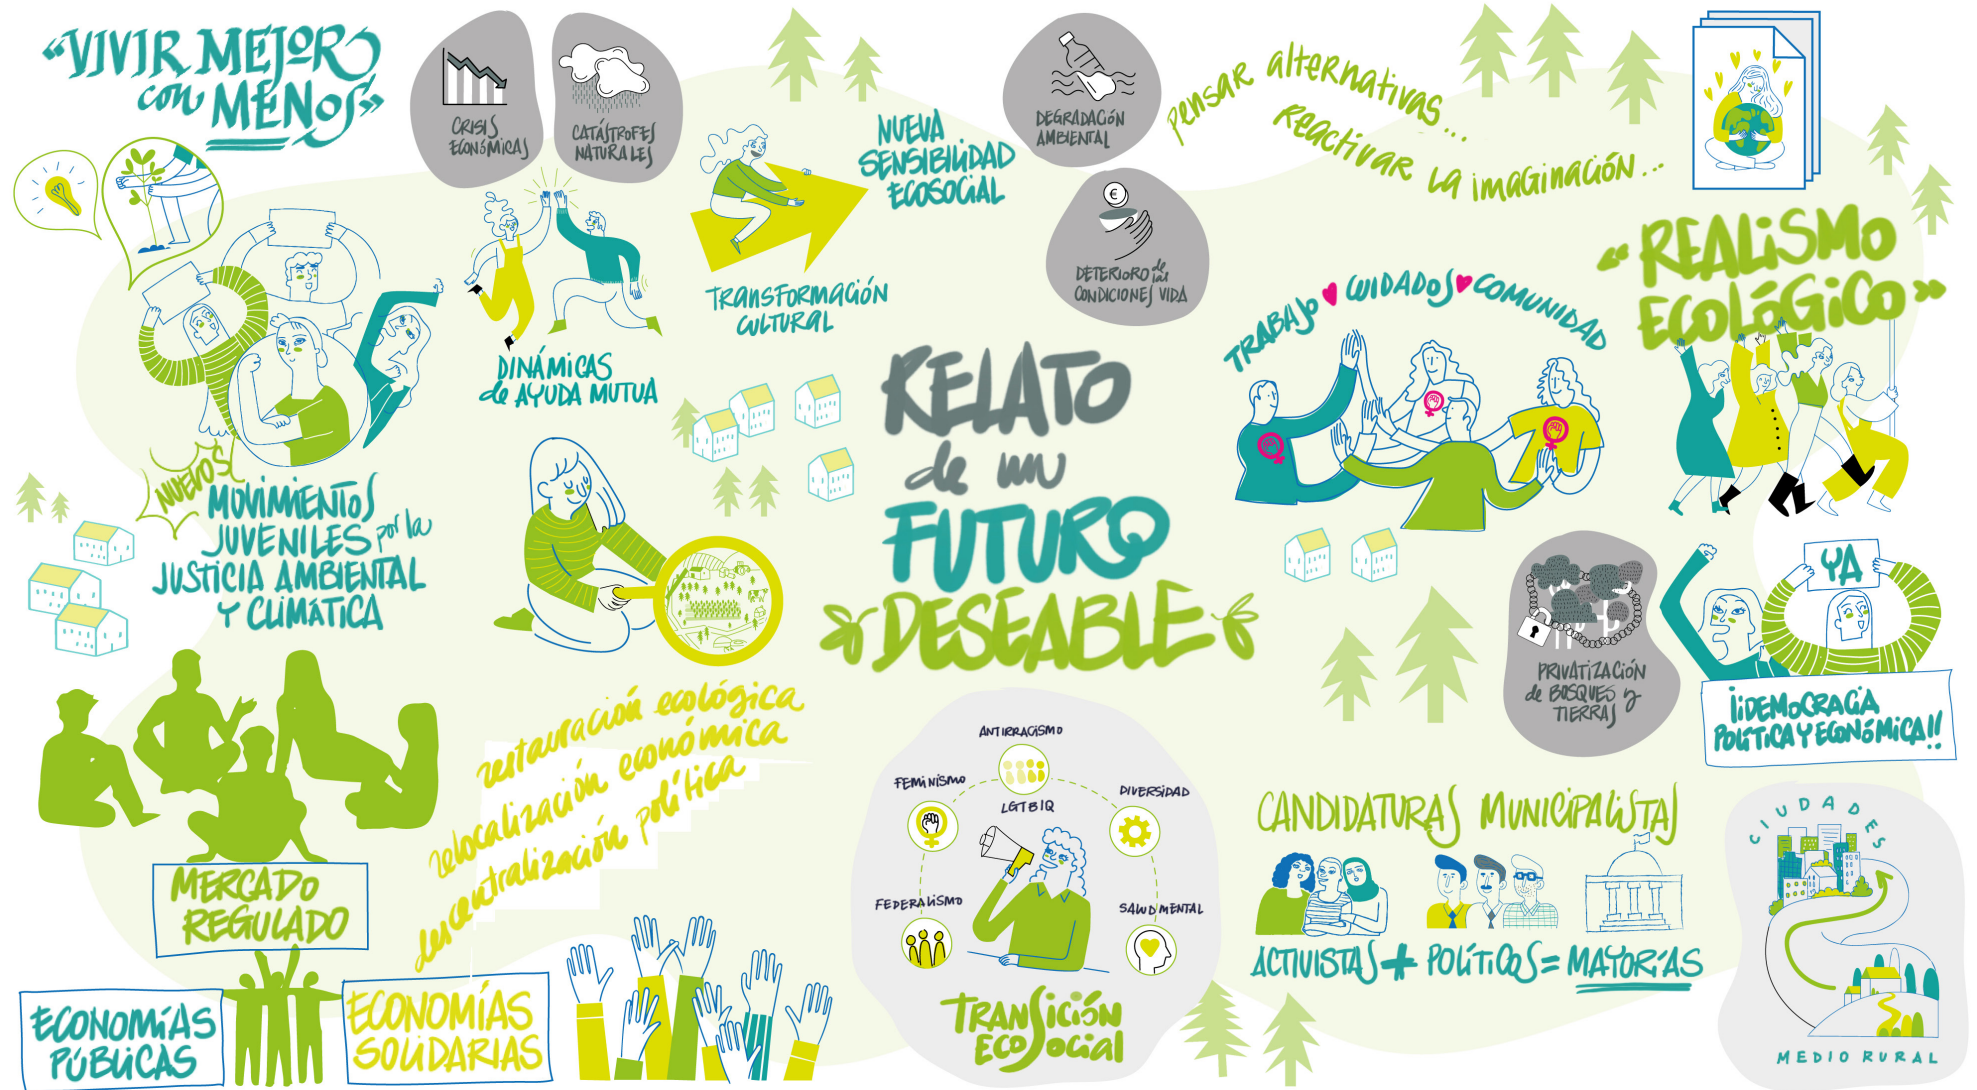 “VIVIR MEJOR
con MENOS”
CRISIS
ECONÓMICAS
CATÁSTROFES
NATURALES
NUEVA
SENSIBILIDAD
ECOSOCIAL
DEGRADACIÓN
AMBIENTAL
pensar alternativas...
Reactivar la imaginación...
“REALISMO
ECOLÓGICO”
€
DETERIORO de las
CONDICIONES VIDA
TRANSFORMACIÓN
CULTURAL
DINÁMICAS
de AYUDA MUTUA
TRABAJO CUIDADOS COMUNIDAD
RELATO
de un
FUTURO
DESEABLE
NUEVOS
MOVIMIENTOS
JUVENILES por la
JUSTICIA AMBIENTAL
Y CLIMÁTICA
YA
¡¡DEMOCRACIA
POLÍTICA Y ECONÓMICA!!
PRIVATIZACIÓN
de BOSQUES y
TIERRAS
restauración ecológica
relocalización económica
descentralización política
MERCADO
REGULADO
ECONOMÍAS
PÚBLICAS
ECONOMÍAS
SOLIDARIAS
ANTIRRACISMO
FEMINISMO
LGTBIQ
DIVERSIDAD
FEDERALISMO
SALUD MENTAL
TRANSICIÓN
ECOSOCIAL
CANDIDATURAS MUNICIPALISTAS
ACTIVISTAS + POLÍTICOS = MAYORÍAS
CIUDADES
MEDIO RURAL